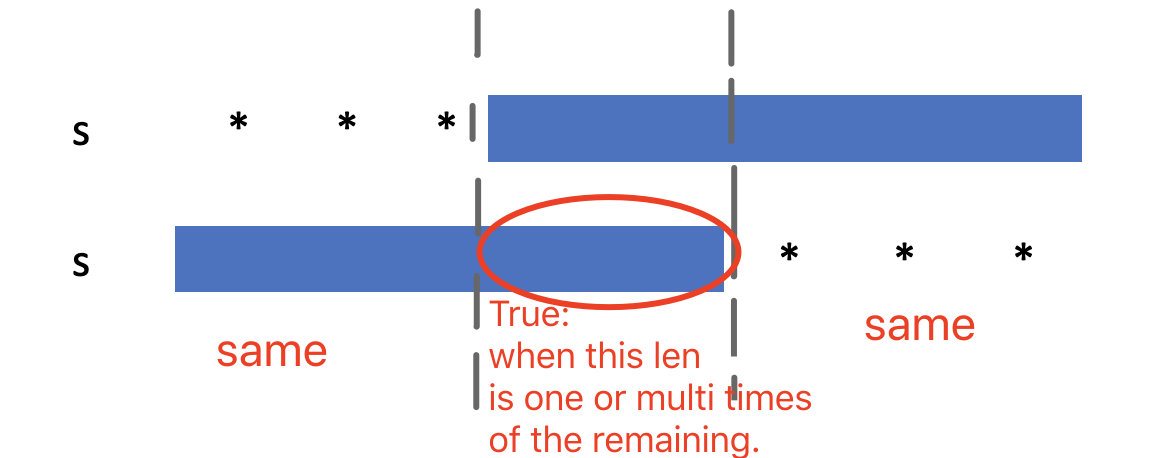 S * * *
S * * *
same
same
True:
when this len
is one or multi times
of the remaining.